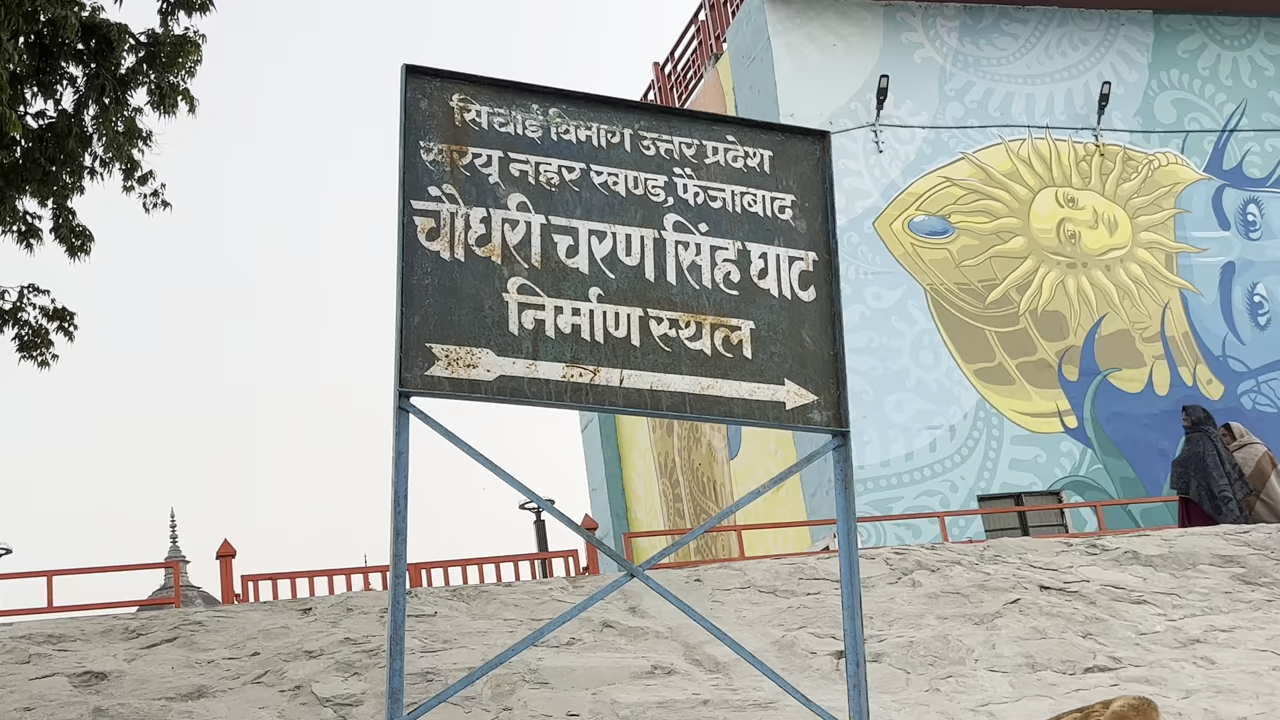 सिचाई विभाग उत्तर प्रदेश
सरयू नहर खण्ड, फैजाबाद
चौधरी चरण सिंह घाट
निर्माण स्थल